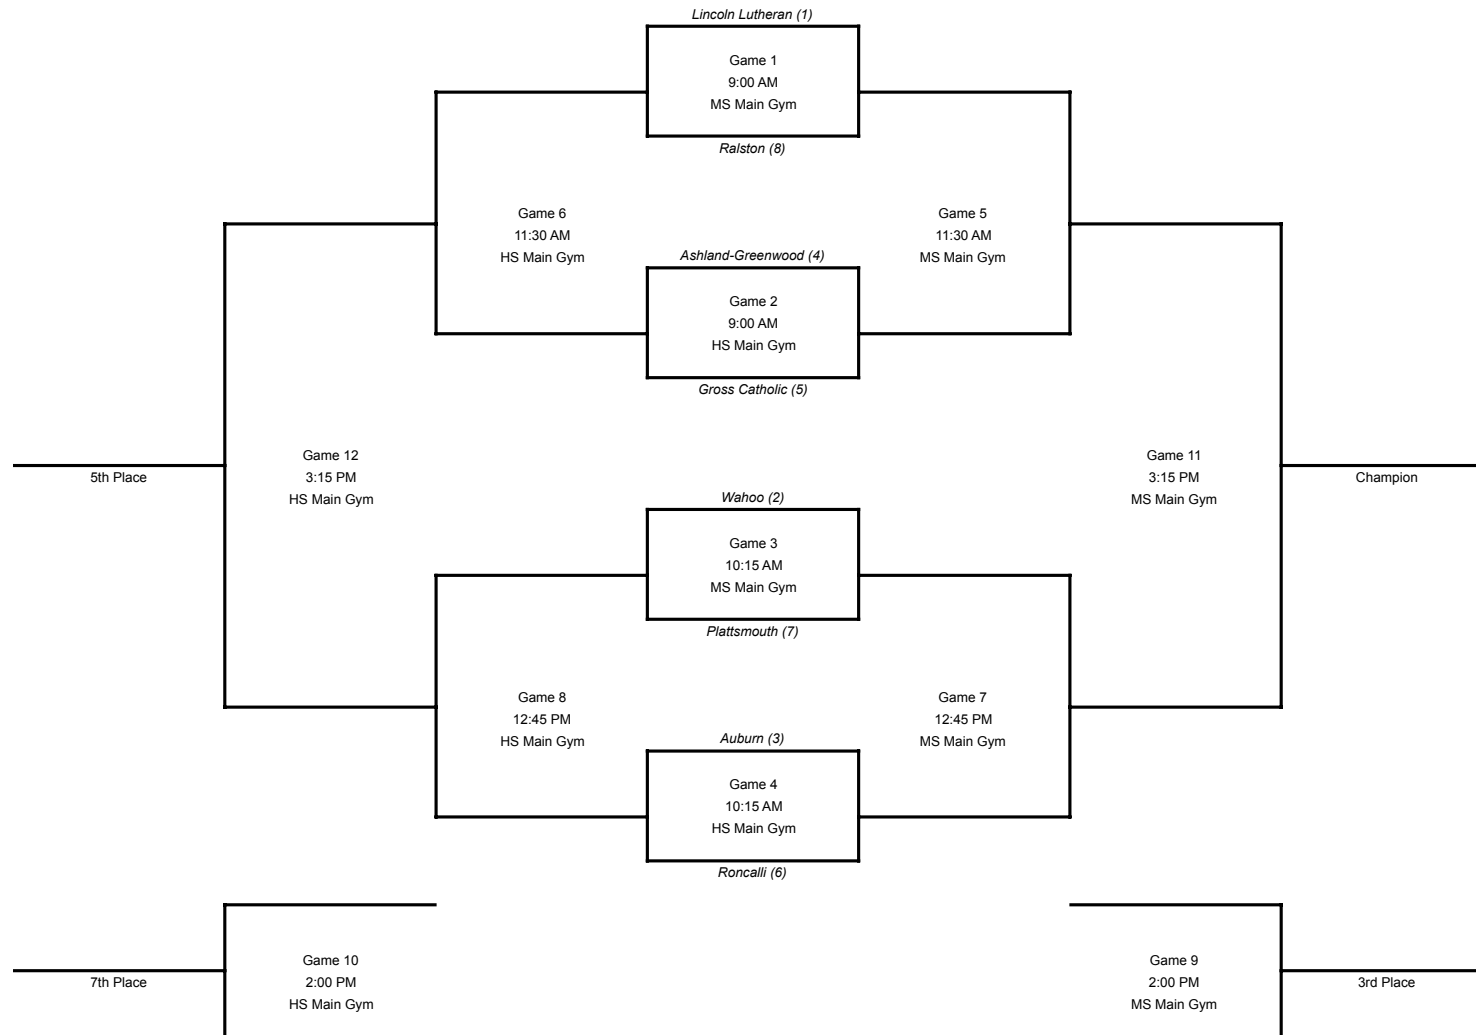 Lincoln Lutheran (1)
Game 1
9:00 AM
MS Main Gym
Ralston (8)
Game 6
11:30 AM
HS Main Gym
Game 5
11:30 AM
MS Main Gym
Ashland-Greenwood (4)
Game 2
9:00 AM
HS Main Gym
Gross Catholic (5)
Game 12
3:15 PM
HS Main Gym
5th Place
Game 11
3:15 PM
MS Main Gym
Champion
Wahoo (2)
Game 3
10:15 AM
MS Main Gym
Plattsmouth (7)
Game 8
12:45 PM
HS Main Gym
Game 7
12:45 PM
MS Main Gym
Auburn (3)
Game 4
10:15 AM
HS Main Gym
Roncalli (6)
Game 10
2:00 PM
HS Main Gym
7th Place
Game 9
2:00 PM
MS Main Gym
3rd Place